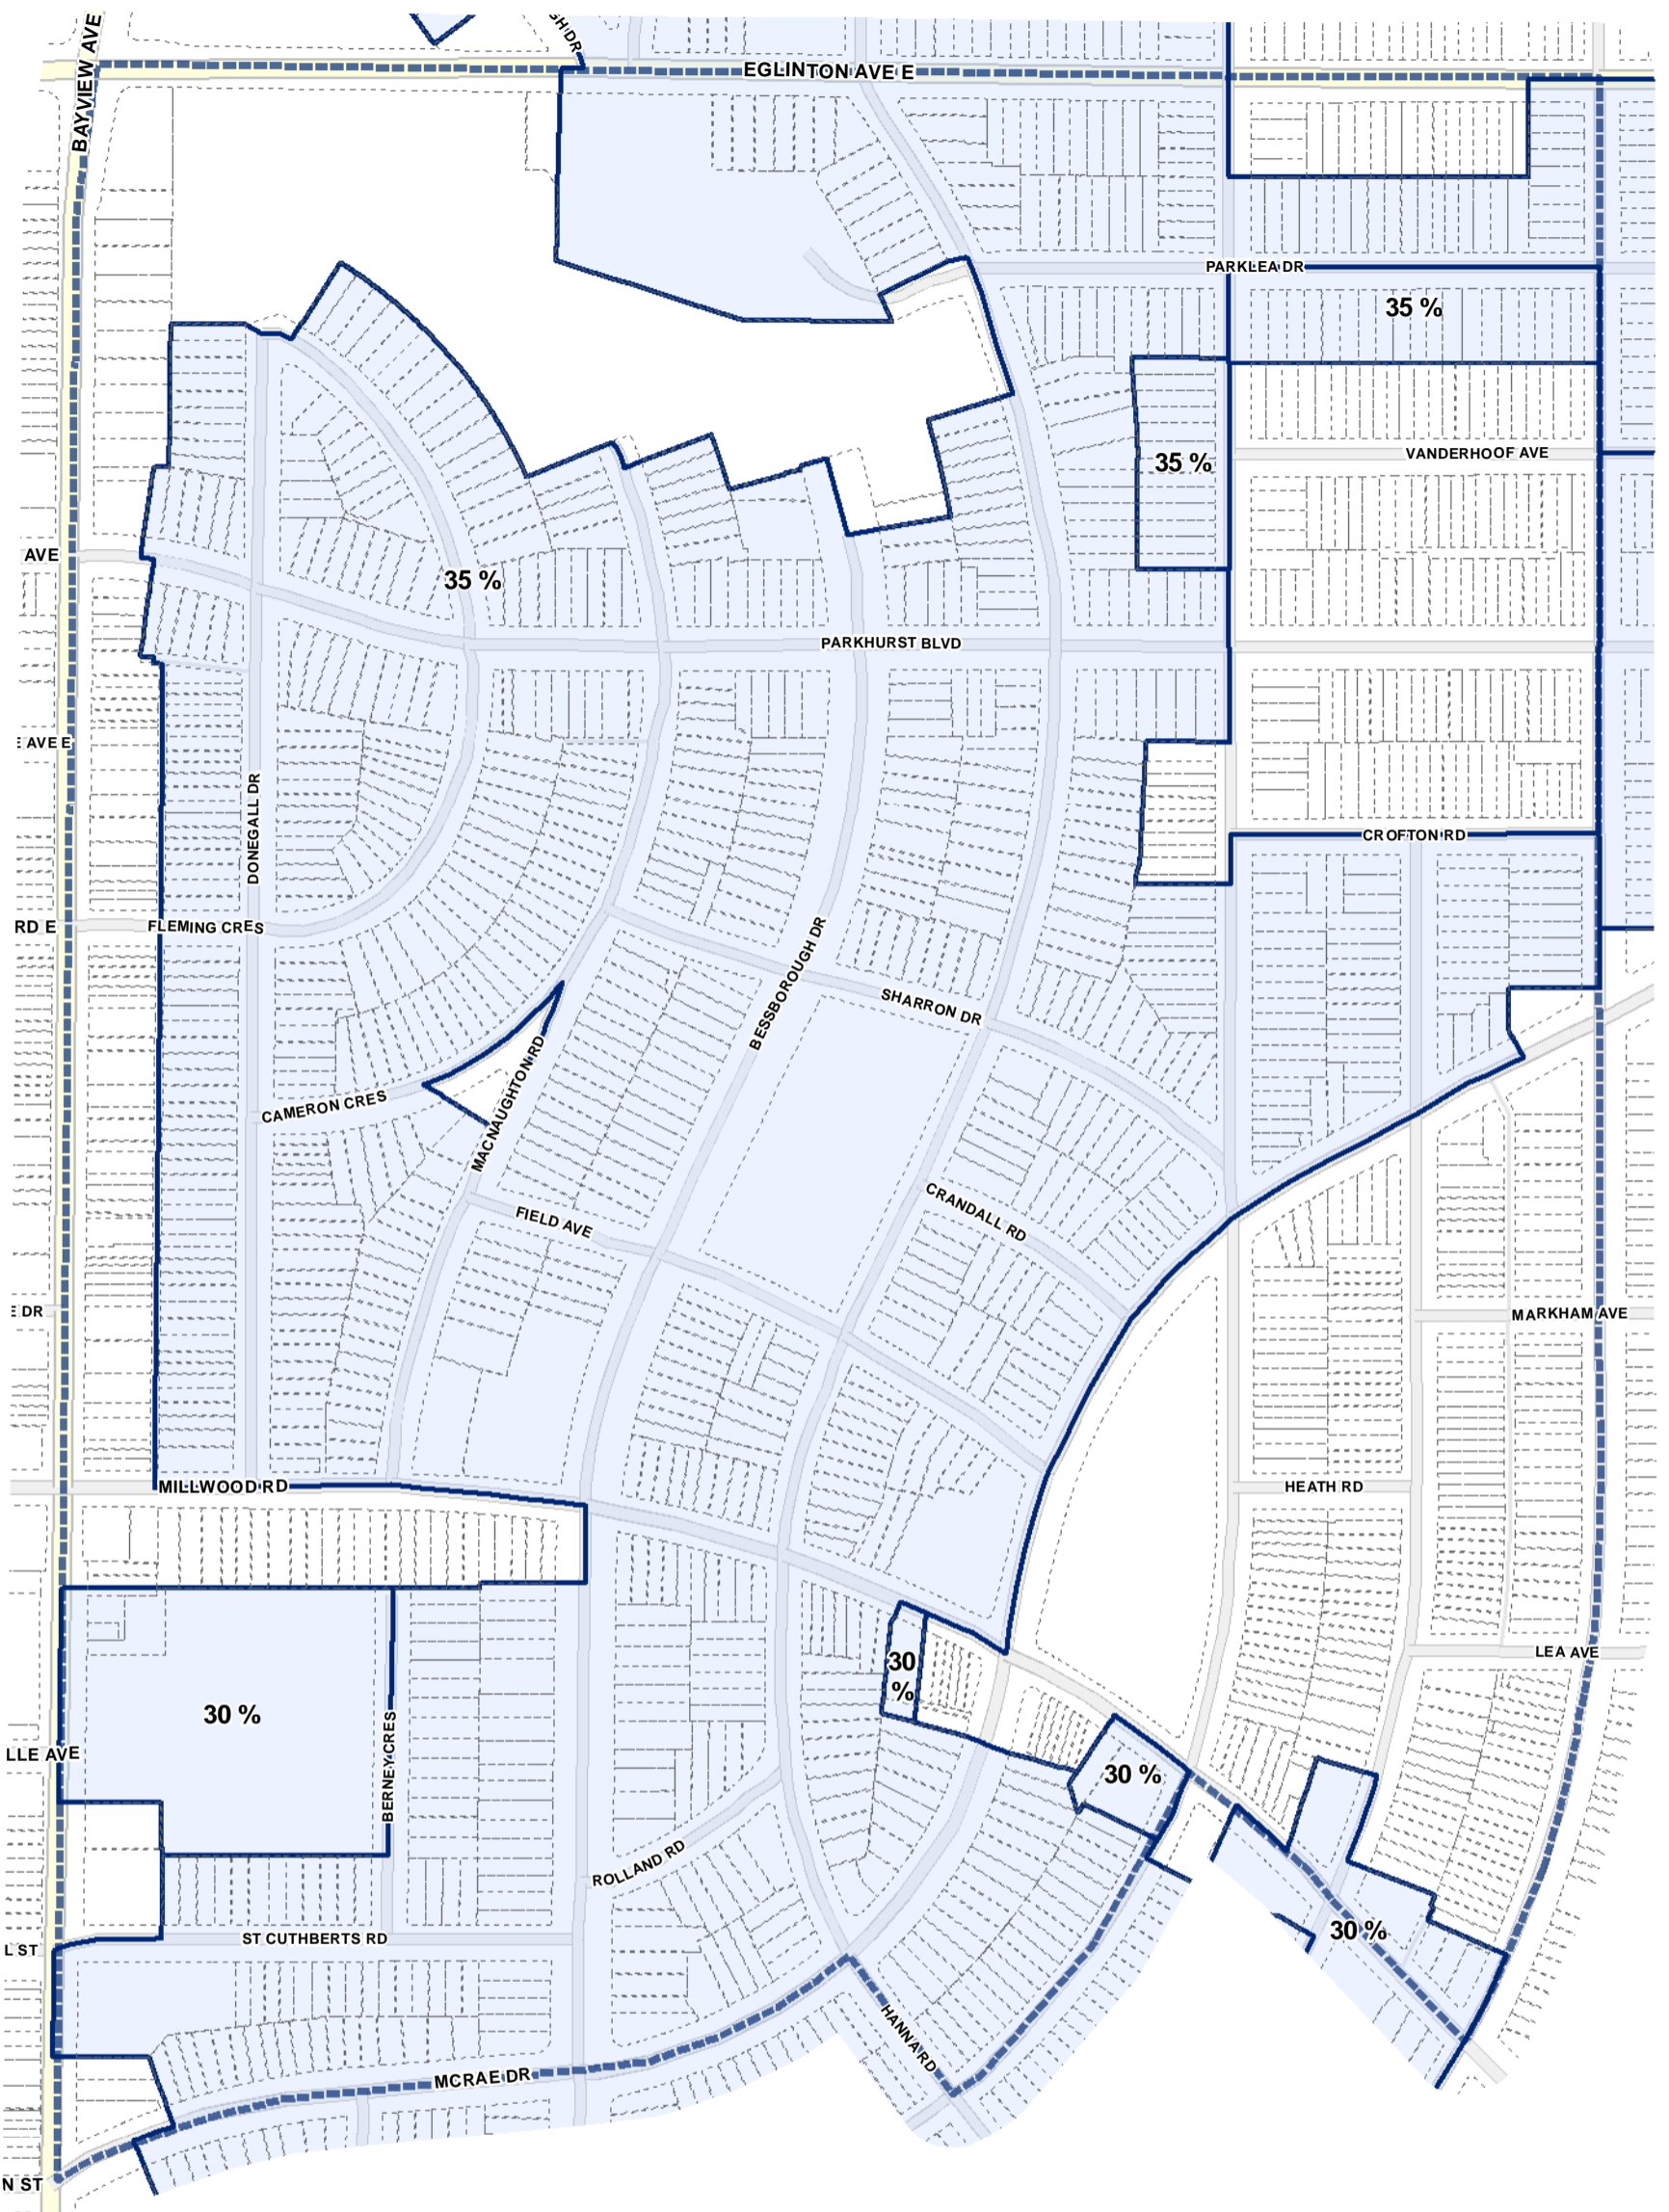 BAYVIEW AVE
GH DR
EGLINTON AVE E
PARKLEA DR
35 %
VANDERHOOF AVE
35 %
AVE
35 %
PARKHURST BLVD
E AVE E
DONEGALL DR
CROFTON RD
RD E
FLEMING CRES
BESSBOROUGH DR
SHARRON DR
MACNAUGHTON RD
CAMERON CRES
CRANDALL RD
FIELD AVE
E DR
MARKHAM AVE
MILLWOOD RD
HEATH RD
30
%
LEA AVE
30 %
LLE AVE
BERNEY CRES
30 %
ROLLAND RD
30 %
ST CUTHBERTS RD
L ST
HANNA RD
MCRAE DR
N ST